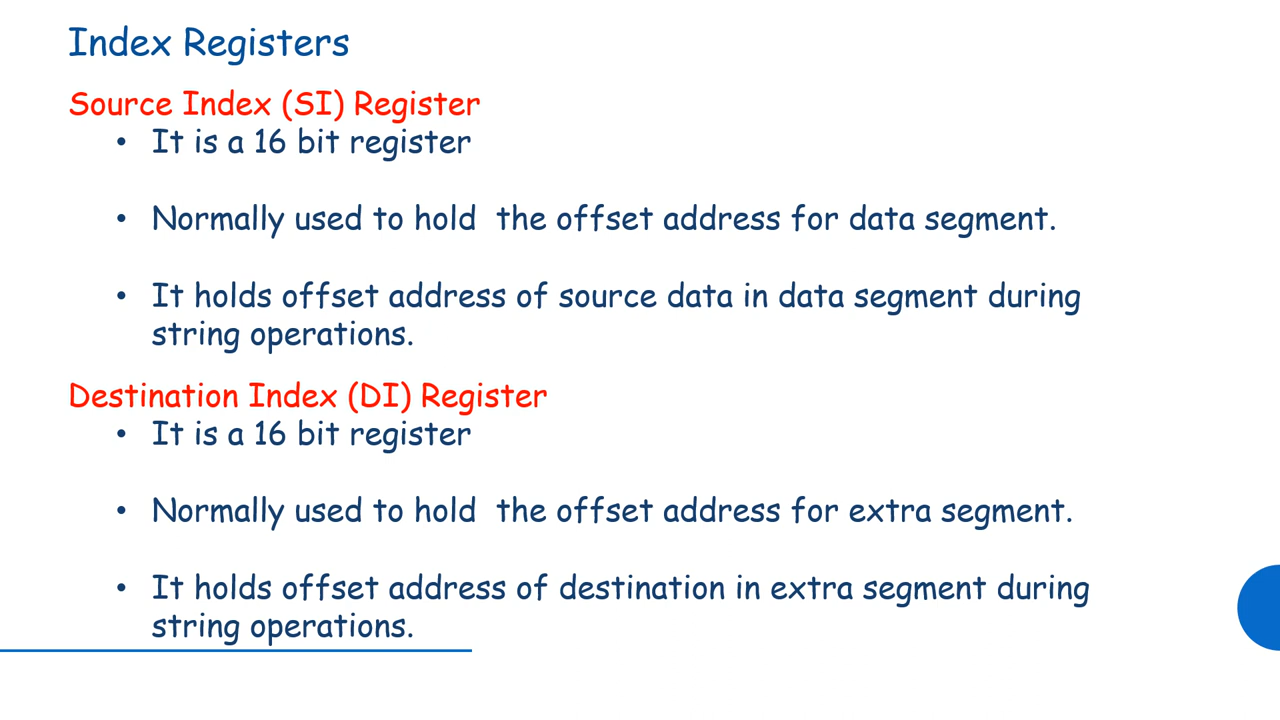 Index Registers
Source Index (SI) Register
• It is a 16 bit register
• Normally used to hold  the offset address for data segment.
• It holds offset address of source data in data segment during
string operations.
Destination Index (DI) Register
• It is a 16 bit register
• Normally used to hold  the offset address for extra segment.
• It holds offset address of destination in extra segment during
string operations.